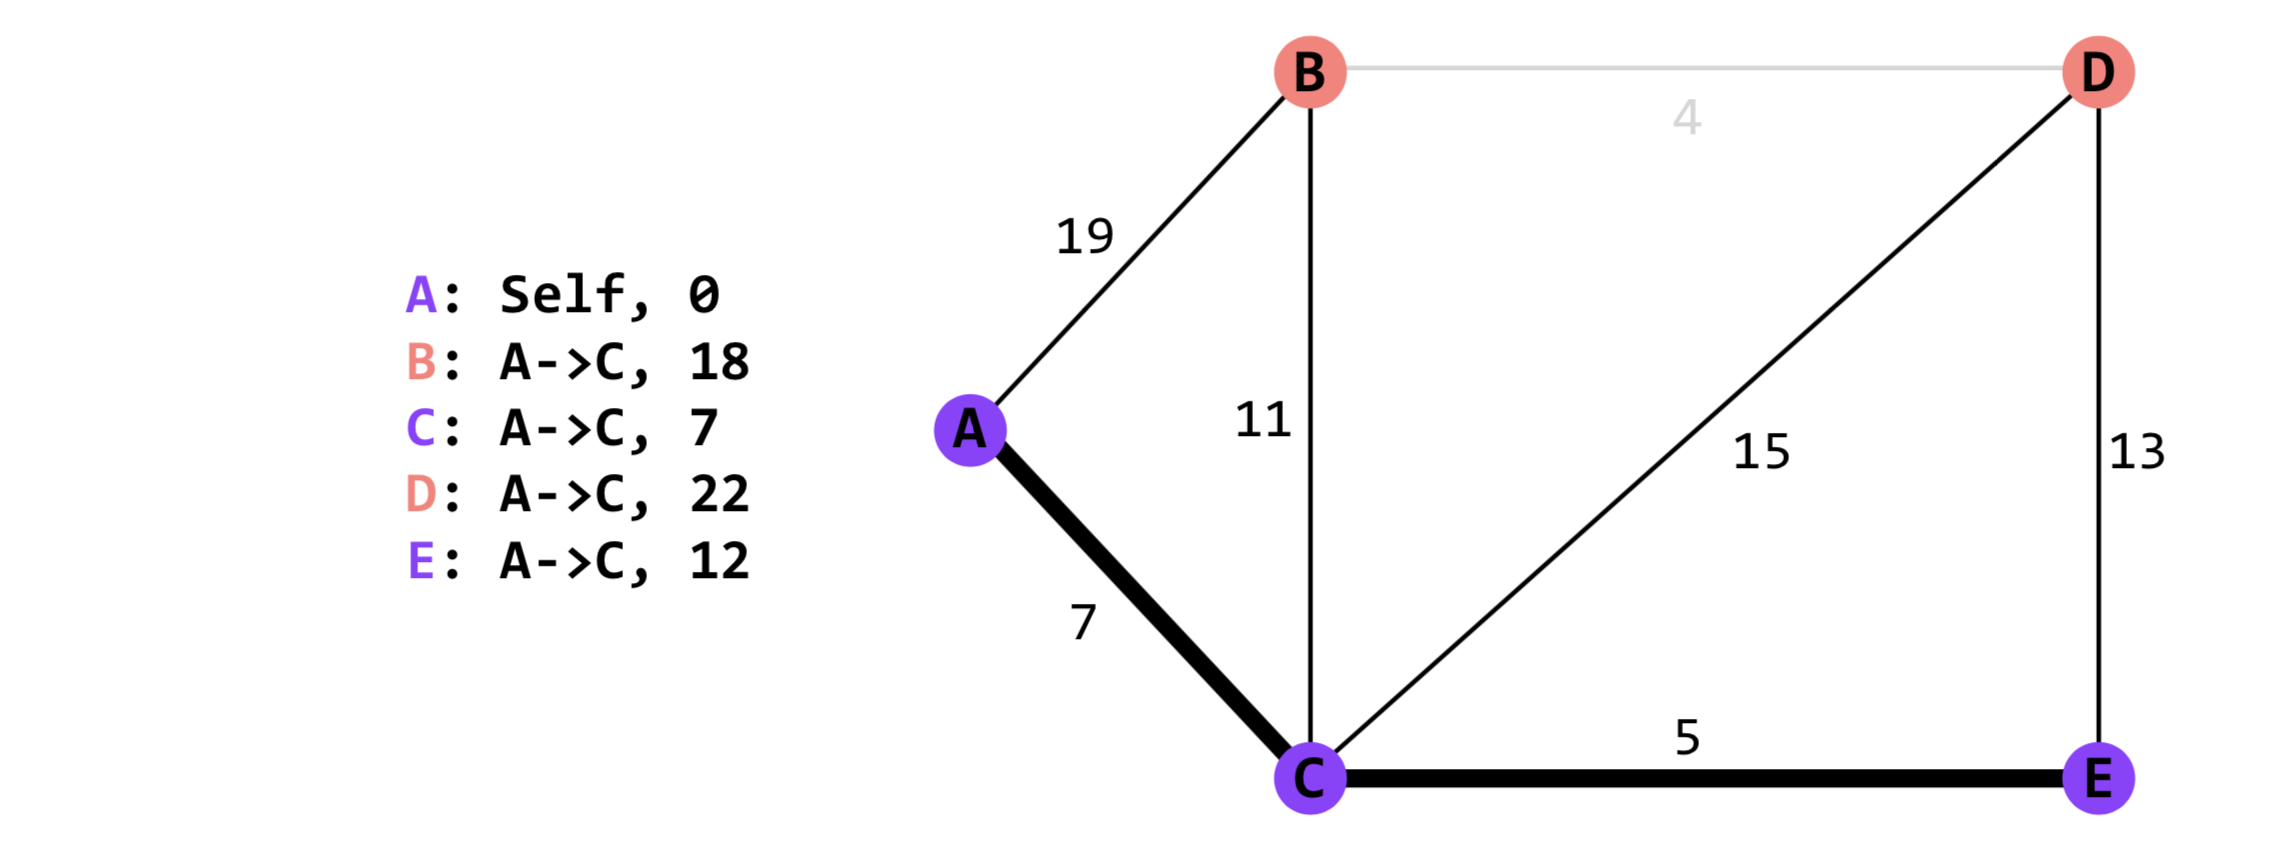 A: Self, 0
B: A->C, 18
C: A->C, 7
D: A->C, 22
E: A->C, 12
B
D
4
19
A
11
15
13
7
5
C
E